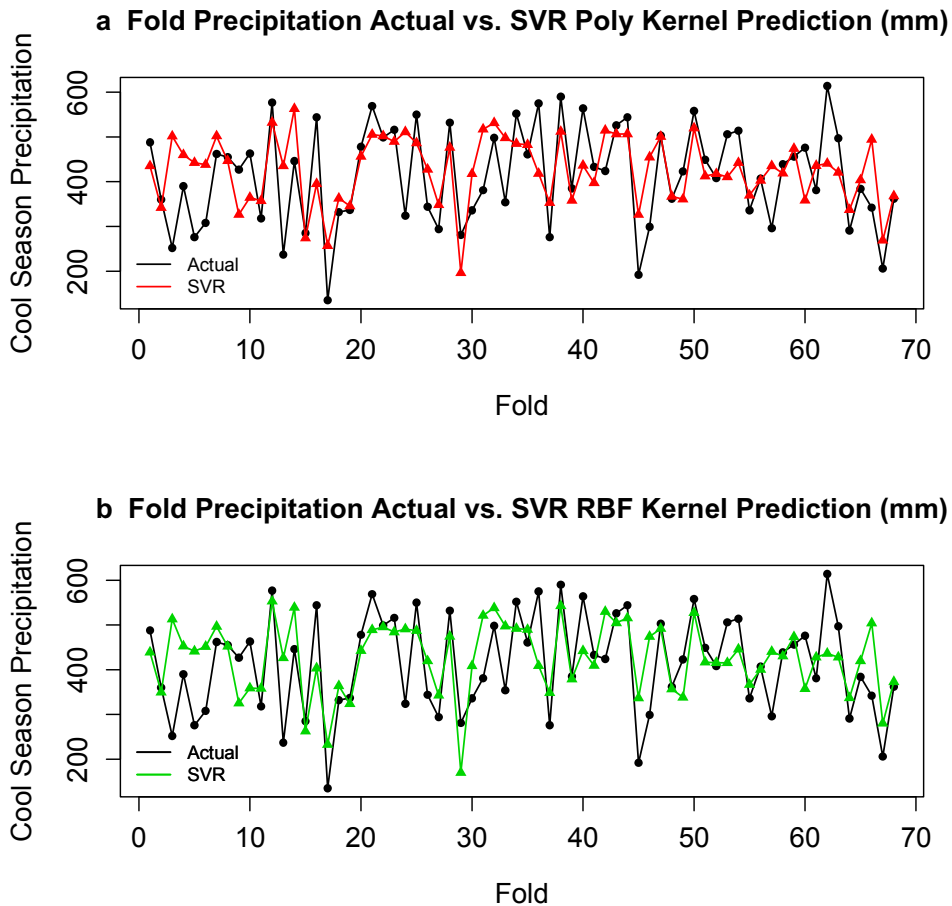 a Fold Precipitation Actual vs. SVR Poly Kernel Prediction (mm)
Cool Season Precipitation
600
400
200
Actual
SVR
0 10 20 30 40 50 60 70
Fold
b Fold Precipitation Actual vs. SVR RBF Kernel Prediction (mm)
Cool Season Precipitation
600
400
200
Actual
SVR
0 10 20 30 40 50 60 70
Fold